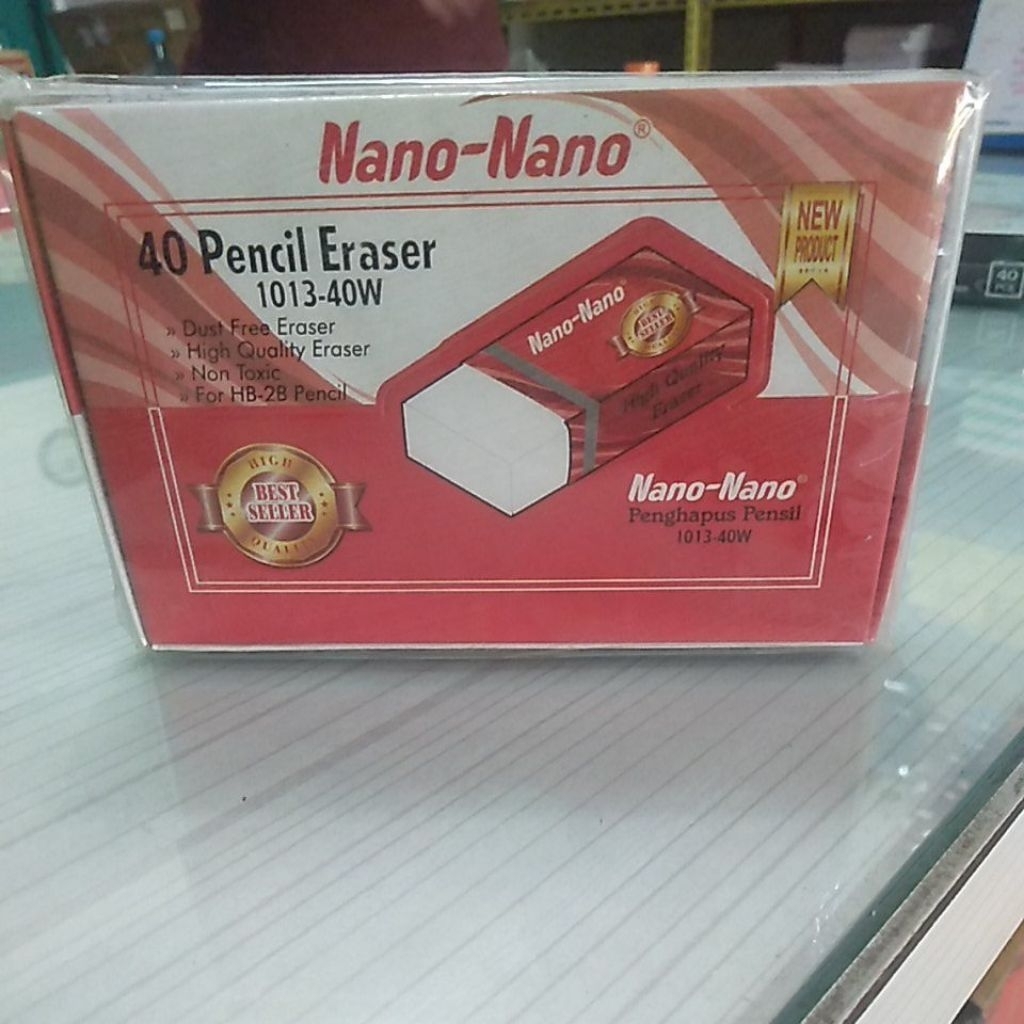 Nano-Nano®
40 Pencil Eraser
1013-40W
» Dust Free Eraser
» High Quality Eraser
» Non Toxic
» For HB-2B Pencil
NEW
PRODUCT
Nano-Nano
BEST
SELLER
High Quality
Eraser
HIGH
BEST
SELLER
QUALITY
Nano-Nano®
Penghapus Pensil
1013-40W
40